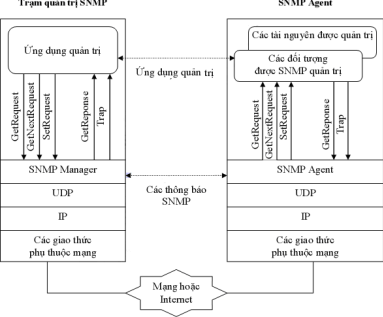 Trạm quản trị SNMP
SNMP Agent
Ứng dụng quản trị
Các tài nguyên được quản trị
Các đối tượng
được SNMP quản trị
Ứng dụng quản trị
GetRequest
GetNextRequest
SetRequest
GetReponse
Trap
GetRequest
GetNextRequest
SetRequest
GetReponse
Trap
SNMP Manager
SNMP Agent
Các thông báo
SNMP
UDP
UDP
IP
IP
Các giao thức
phụ thuộc mạng
Các giao thức
phụ thuộc mạng
Mạng hoặc
Internet